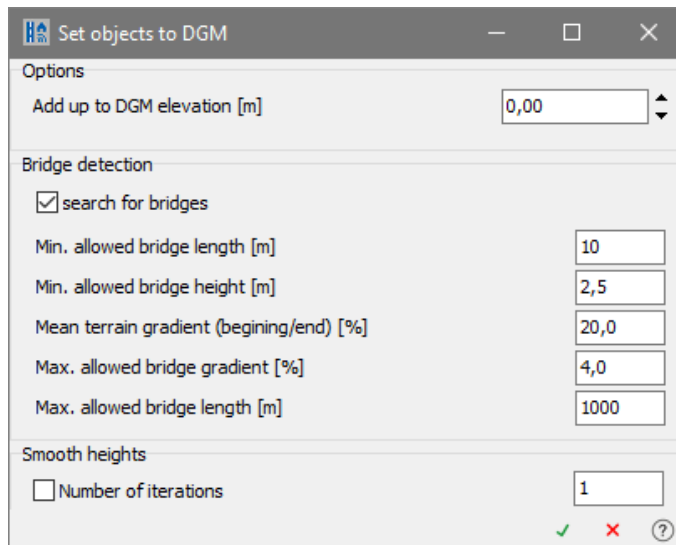 Set objects to DGM
Options
Add up to DGM elevation [m] 0,00
Bridge detection
search for bridges
Min. allowed bridge length [m] 10
Min. allowed bridge height [m] 2,5
Mean terrain gradient (begining/end) [%] 20,0
Max. allowed bridge gradient [%] 4,0
Max. allowed bridge length [m] 1000
Smooth heights
Number of iterations 1
?